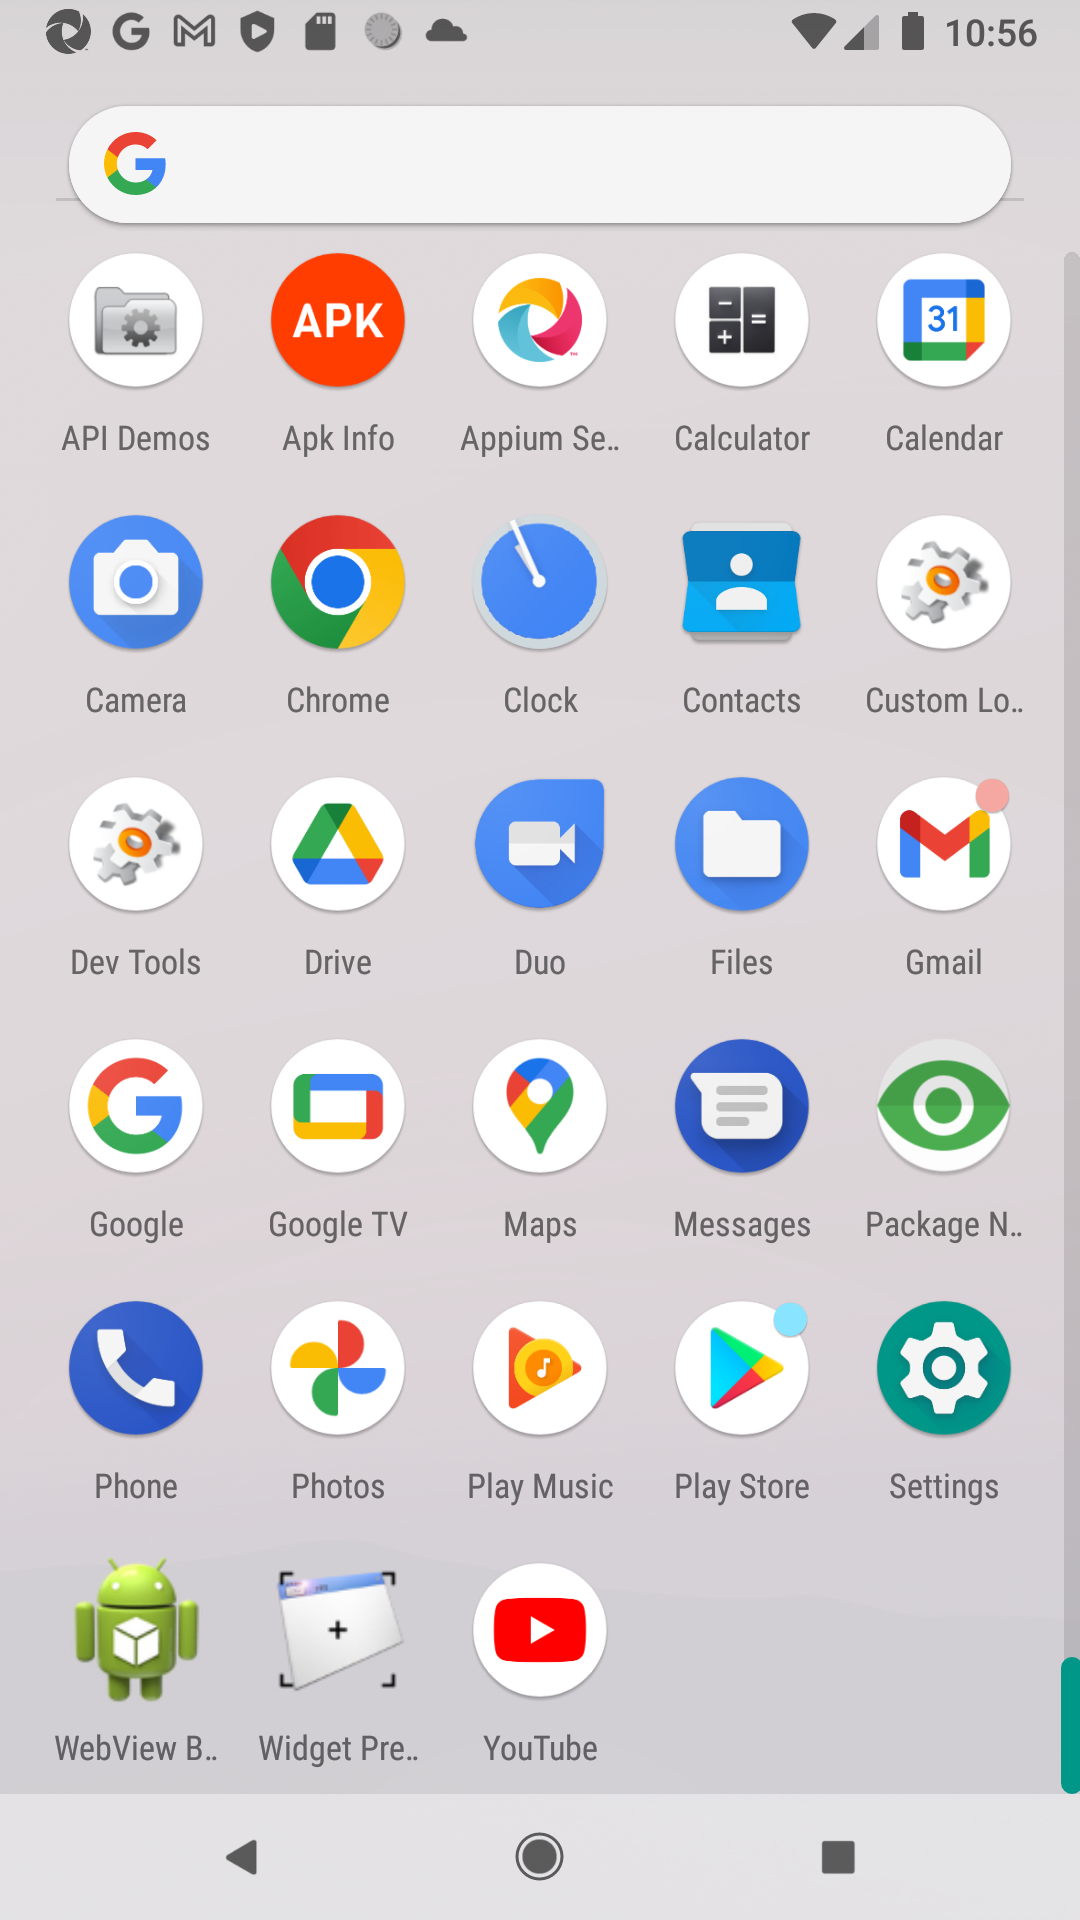 10:56
API Demos
APK
Apk Info
Appium Se…
Calculator
31
Calendar
Camera
Chrome
Clock
Contacts
Custom Lo…
Dev Tools
Drive
Duo
Files
Gmail
Google
Google TV
Maps
Messages
Package N…
Phone
Photos
Play Music
Play Store
Settings
WebView B…
Widget Pre…
YouTube